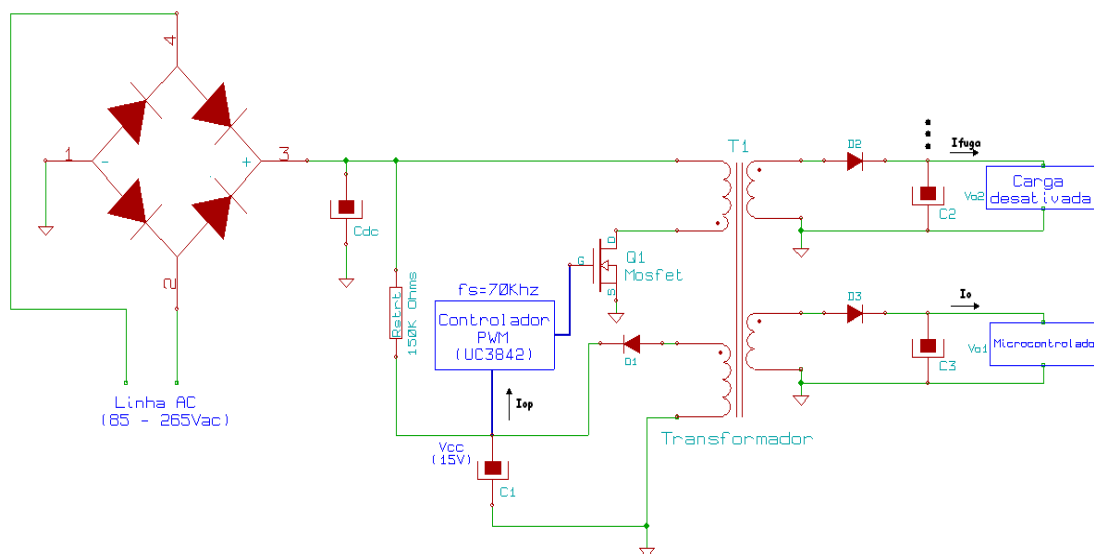 4
1
-
+
3
2
Linha AC
(85 - 265Vac)
Cdc
Rstrt
150K Ohms
fs=70Khz
Controlador
PWM
(UC3842)
Iop
Vcc
(15V)
C1
G
D
S
Q1
Mosfet
D1
T1
Transformador
D2
Ifuga
C2
Vo2
Carga
desativada
D3
Io
C3
Vo1
Microcontrolado